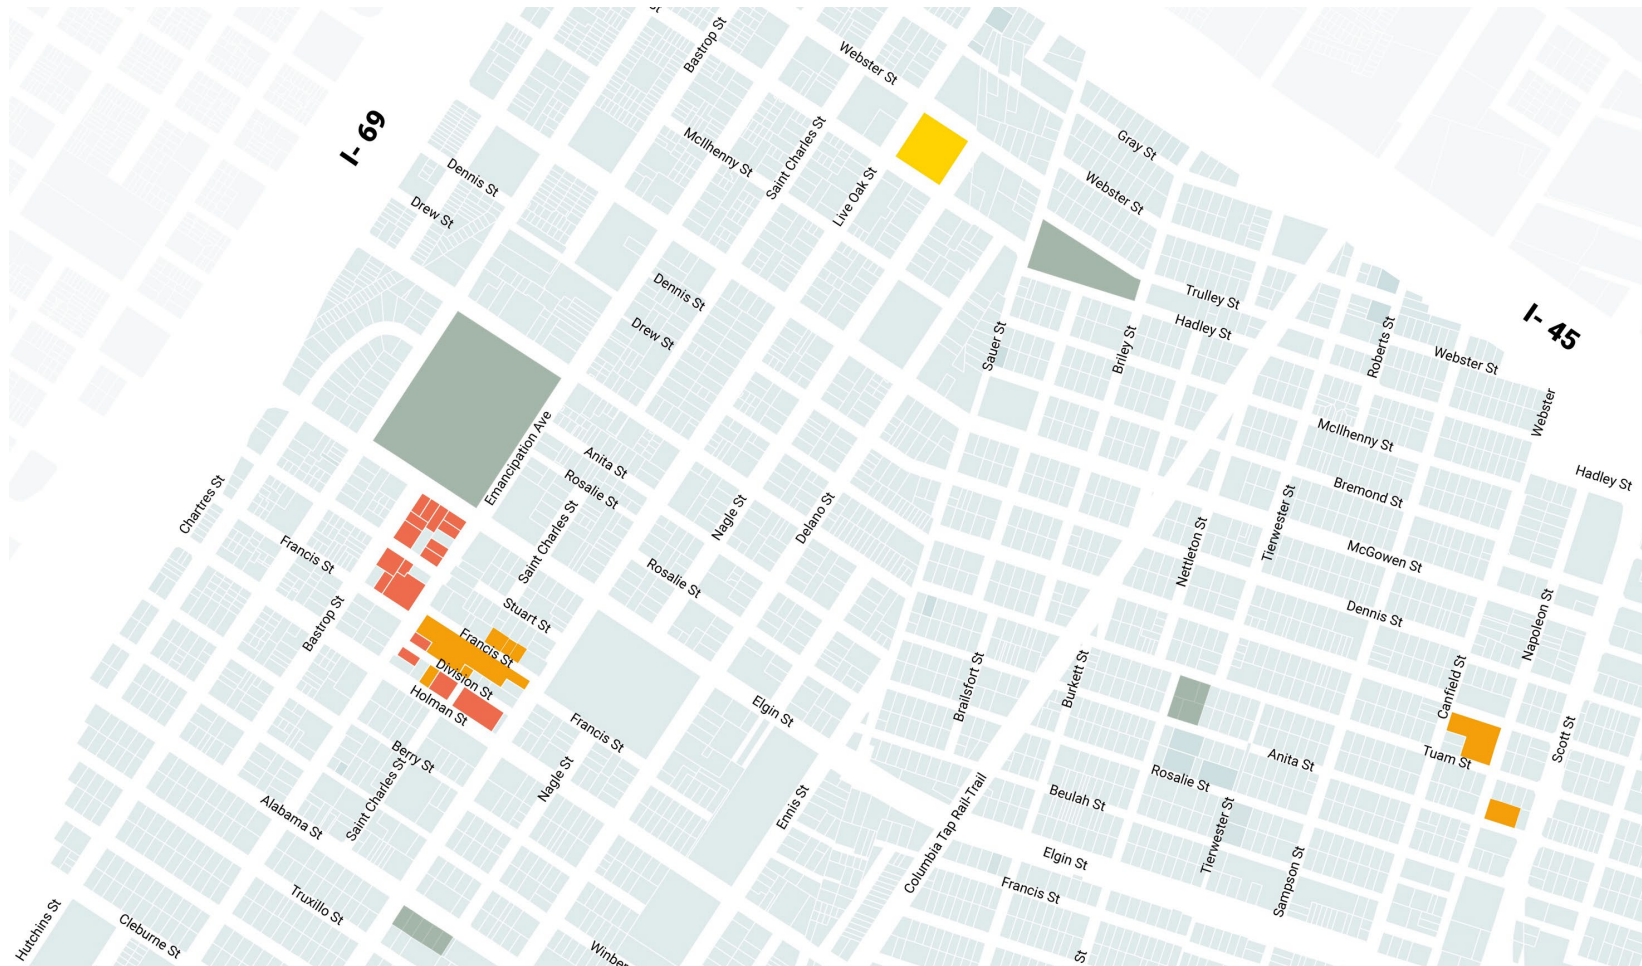 St
Bastrop St
Webster St
I- 69
McIlhenny St
Saint Charles St
Gray St
Dennis St
Live Oak St
Webster St
Drew St
Dennis St
Trulley St
Hadley St
Drew St
Sauer St
Briley St
Roberts St
I- 45
Webster St
Webster
Emancipation Ave
McIlhenny St
Anita St
Rosalie St
Hadley St
Bremond St
Chartres St
Saint Charles St
Nagle St
Delano St
Nettleton St
Tierwester St
McGowen St
Francis St
Rosalie St
Stuart St
Dennis St
Napoleon St
Bastrop St
Francis St
Division St
Holman St
Elgin St
Brailsfort St
Burkett St
Canfield St
Francis St
Scott St
Tuam St
Anita St
Berry St
Nagle St
Rosalie St
Saint Charles St
Alabama St
Ennis St
Beulah St
Columbia Tap Rail-Trail
Tierwester St
Elgin St
Sampson St
Francis St
Truxillo St
Hutchins St
Cleburne St
Winber
St